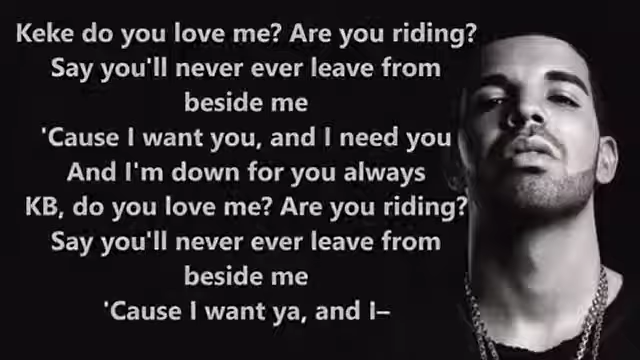 Keke do you love me? Are you riding?
Say you'll never ever leave from
beside me
'Cause I want you, and I need you
And I'm down for you always
KB, do you love me? Are you riding?
Say you'll never ever leave from
beside me
'Cause I want ya, and I–